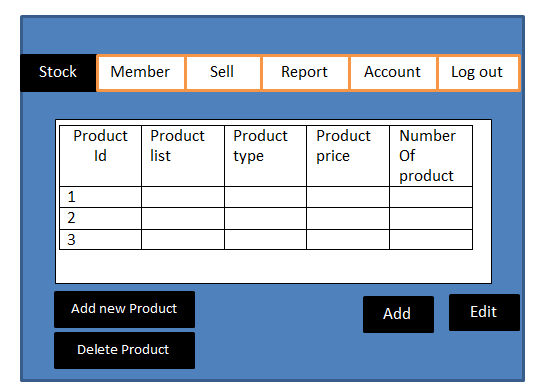 Stock Member Sell Report Account Log out
Product Product Product Product Number
Id list type price Of
product
1
2
3
Add new Product Add Edit
Delete Product